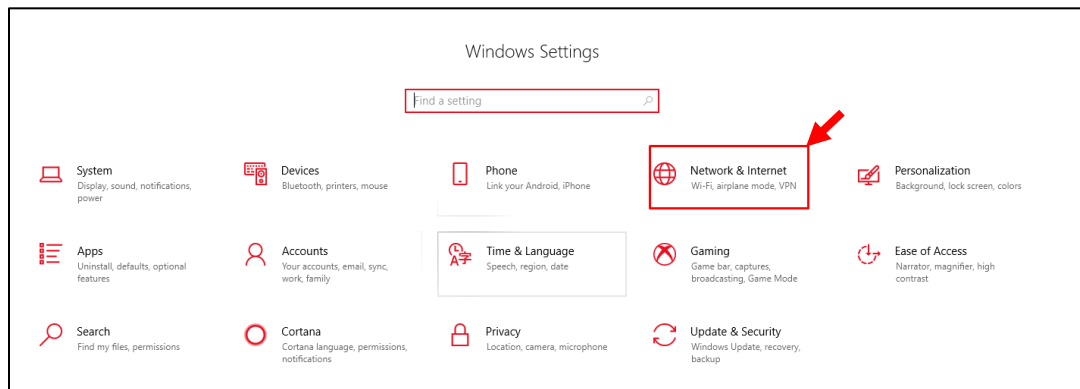 Windows Settings
Find a setting
System
Display, sound, notifications,
power
Devices
Bluetooth, printers, mouse
Phone
Link your Android, iPhone
Network & Internet
Wi-Fi, airplane mode, VPN
Personalization
Background, lock screen, colors
Apps
Uninstall, defaults, optional
features
Accounts
Your accounts, email, sync,
work, family
A字
Time & Language
Speech, region, date
Gaming
Game bar, captures,
broadcasting, Game Mode
Ease of Access
Narrator, magnifier, high
contrast
Search
Find my files, permissions
Cortana
Cortana language, permissions,
notifications
Privacy
Location, camera, microphone
Update & Security
Windows Update, recovery,
backup